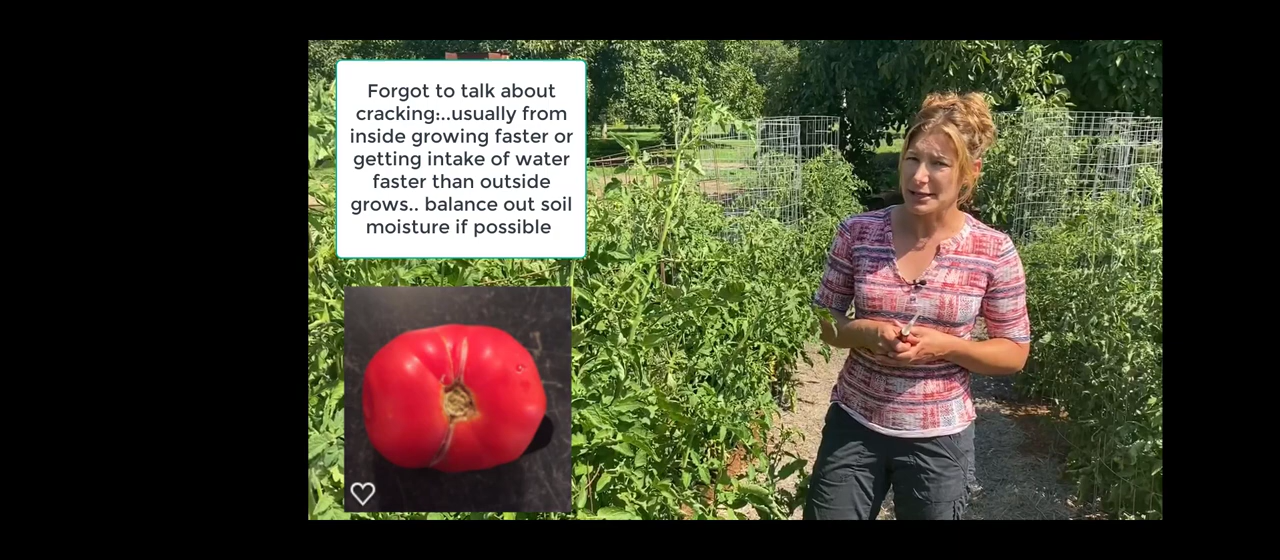 Forgot to talk about
cracking:..usually from
inside growing faster or
getting intake of water
faster than outside
grows.. balance out soil
moisture if possible